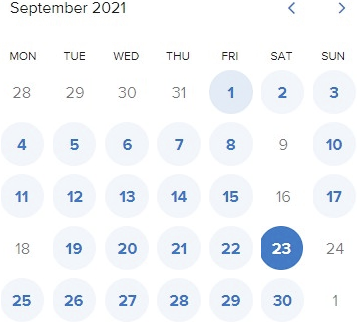 September 2021
MON TUE WED THU FRI SAT SUN
28 29 30 31 1 2 3
4 5 6 7 8 9 10
11 12 13 14 15 16 17
18 19 20 21 22 23 24
25 26 27 28 29 30 1